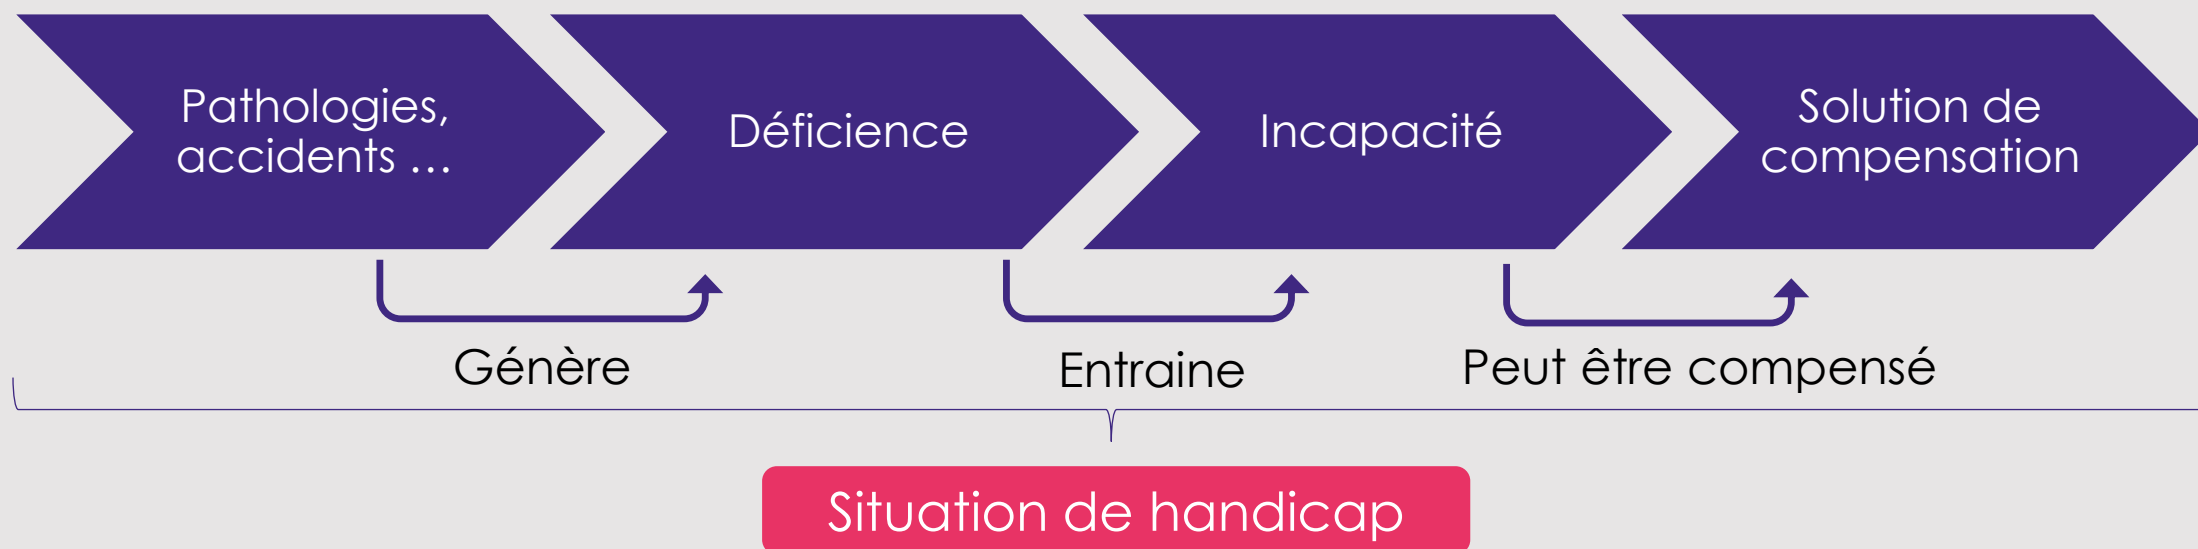 Pathologies,
accidents ...
Déficience
Incapacité
Solution de
compensation
Génère
Entraine
Peut être compensé
Situation de handicap